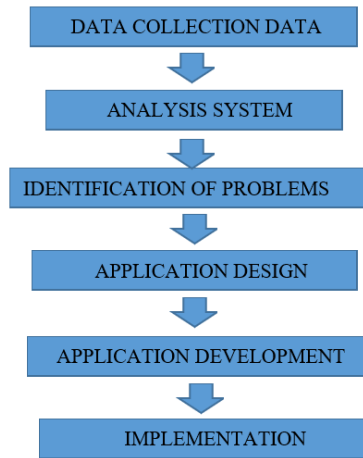 DATA COLLECTION DATA
ANALYSIS SYSTEM
IDENTIFICATION OF PROBLEMS
APPLICATION DESIGN
APPLICATION DEVELOPMENT
IMPLEMENTATION